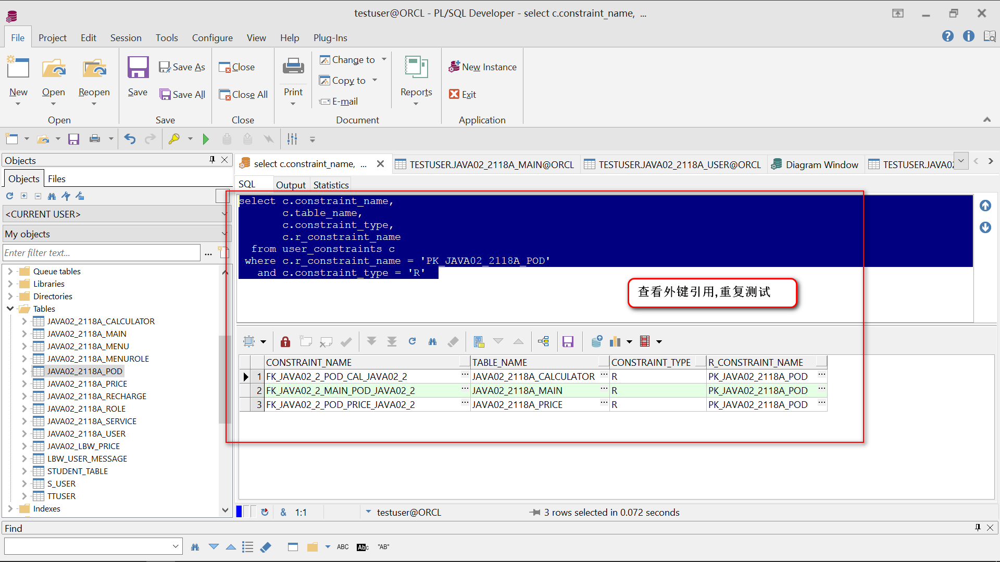 testuser@ORCL - PL/SQL Developer - select c.constraint_name,  ...
File
Project
Edit
Session
Tools
Configure
View
Help
Plug-Ins
New
Open
Reopen
Open
Save
Save As
Save All
Save
Close
Close All
Close
Print
Change to
Copy to
E-mail
Document
Reports
New Instance
Exit
Application
Objects
Objects
Files
<CURRENT USER>
My objects
Enter filter text...
...
Queue tables
Libraries
Directories
Tables
JAVA02_2118A_CALCULATOR
JAVA02_2118A_MAIN
JAVA02_2118A_MENU
JAVA02_2118A_MENUROLE
JAVA02_2118A_POD
JAVA02_2118A_PRICE
JAVA02_2118A_RECHARGE
JAVA02_2118A_ROLE
JAVA02_2118A_SERVICE
JAVA02_2118A_USER
JAVA02_LBW_PRICE
LBW_USER_MESSAGE
STUDENT_TABLE
S_USER
TTUSER
Indexes
select c.constraint_name,  ...
TESTUSER.JAVA02_2118A_MAIN@ORCL
TESTUSER.JAVA02_2118A_USER@ORCL
Diagram Window
TESTUSER.JAVA02
SQL
Output
Statistics
select c.constraint_name,
c.table_name,
c.constraint_type,
c.r_constraint_name
from user_constraints c
where c.r_constraint_name = 'PK_JAVA02_2118A_POD'
and c.constraint_type = 'R'
查看外键引用,重复测试
CONSTRAINT_NAME TABLE_NAME CONSTRAINT_TYPE R_CONSTRAINT_NAME
1 FK_JAVA02_2_POD_CAL_JAVA02_2 ... JAVA02_2118A_CALCULATOR ... R PK_JAVA02_2118A_POD ...
2 FK_JAVA02_2_MAIN_POD_JAVA02_2 ... JAVA02_2118A_MAIN ... R PK_JAVA02_2118A_POD ...
3 FK_JAVA02_2_POD_PRICE_JAVA02_2 ... JAVA02_2118A_PRICE ... R PK_JAVA02_2118A_POD ...
& 1:1 testuser@ORCL 3 rows selected in 0.072 seconds
Find
ABC Abc "AB"